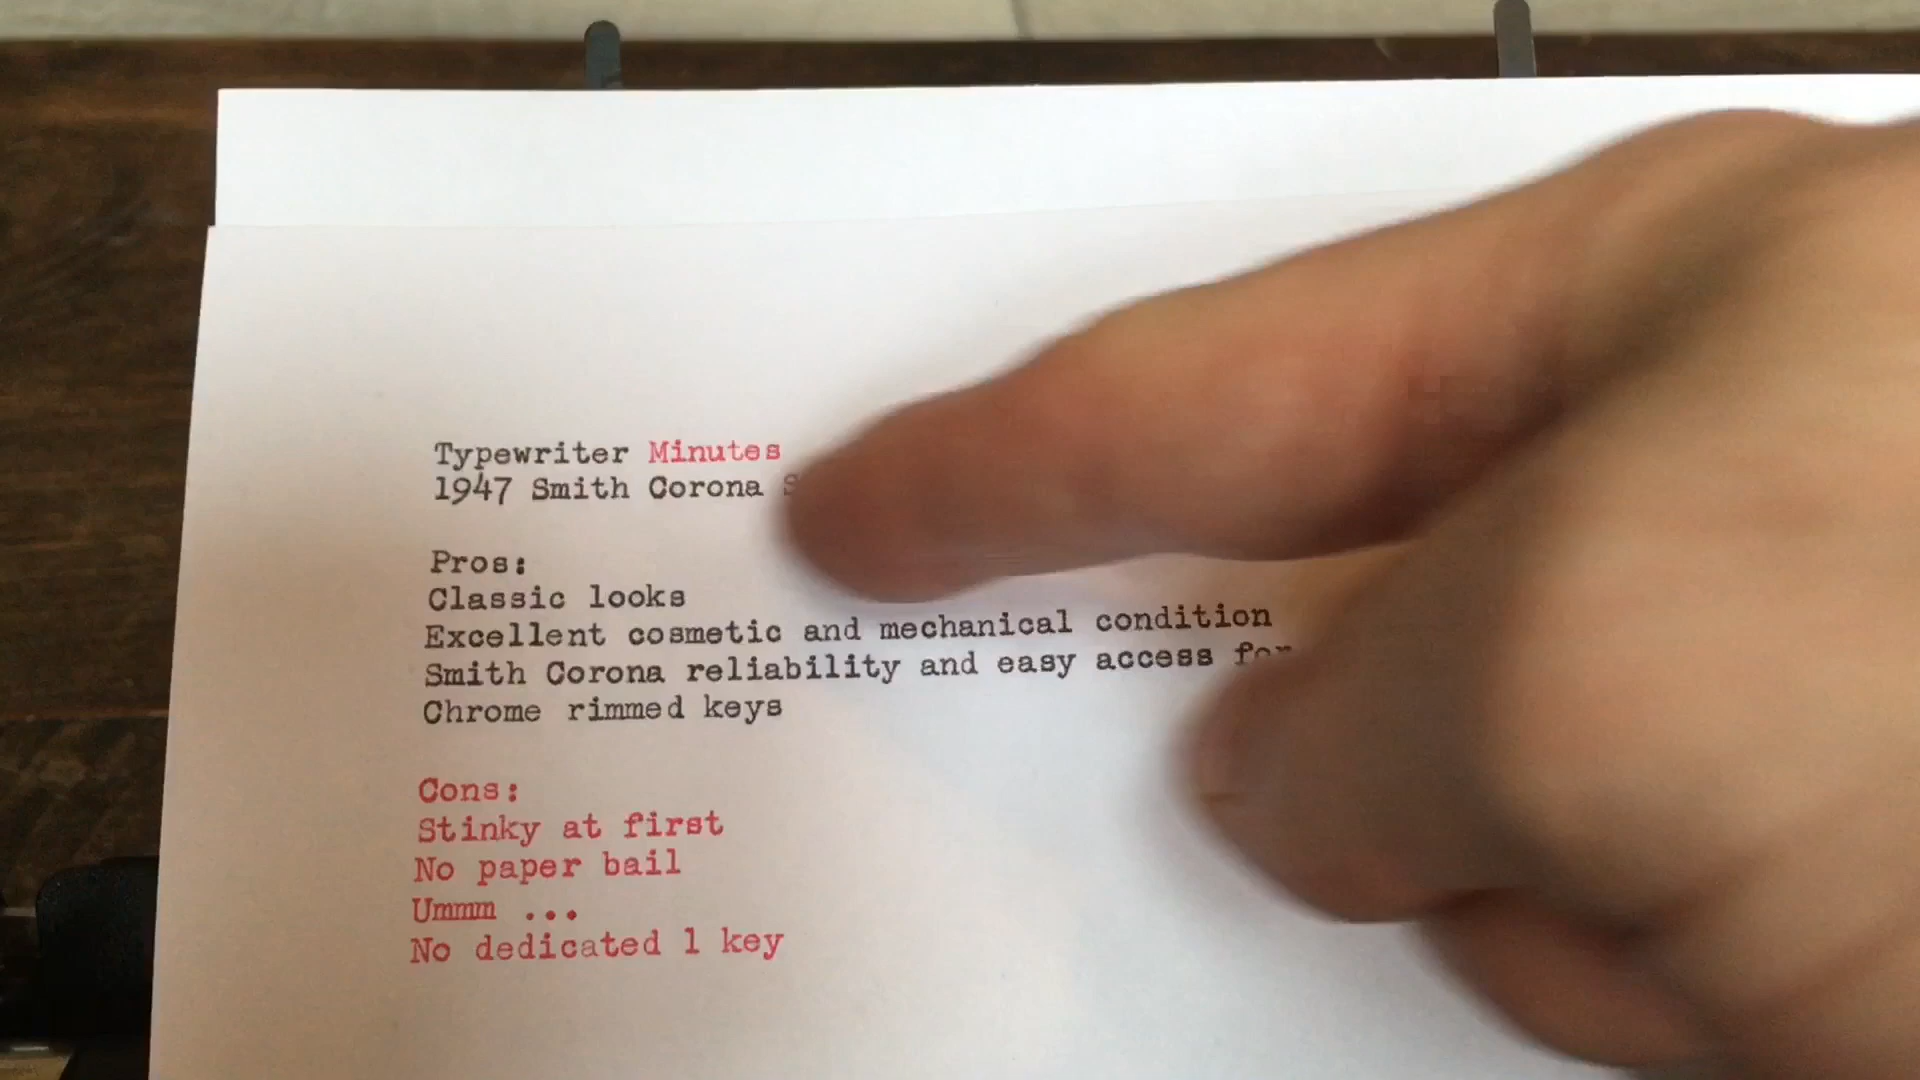 Typewriter Minutes
1947 Smith Corona
Pros:
Classic looks
Excellent cosmetic and mechanical condition
Smith Corona reliability and easy access for
Chrome rimmed keys
Cons:
Stinky at first
No paper bail
Ummm ...
No dedicated 1 key